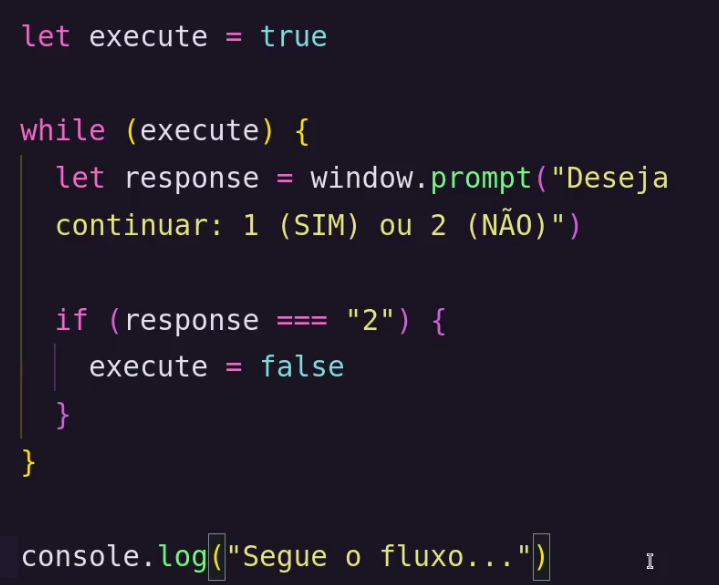 let execute = true
while (execute) {
let response = window.prompt("Deseja
continuar: 1 (SIM) ou 2 (NÃO)")
if (response === "2") {
execute = false
}
}
console.log("Segue o fluxo...")